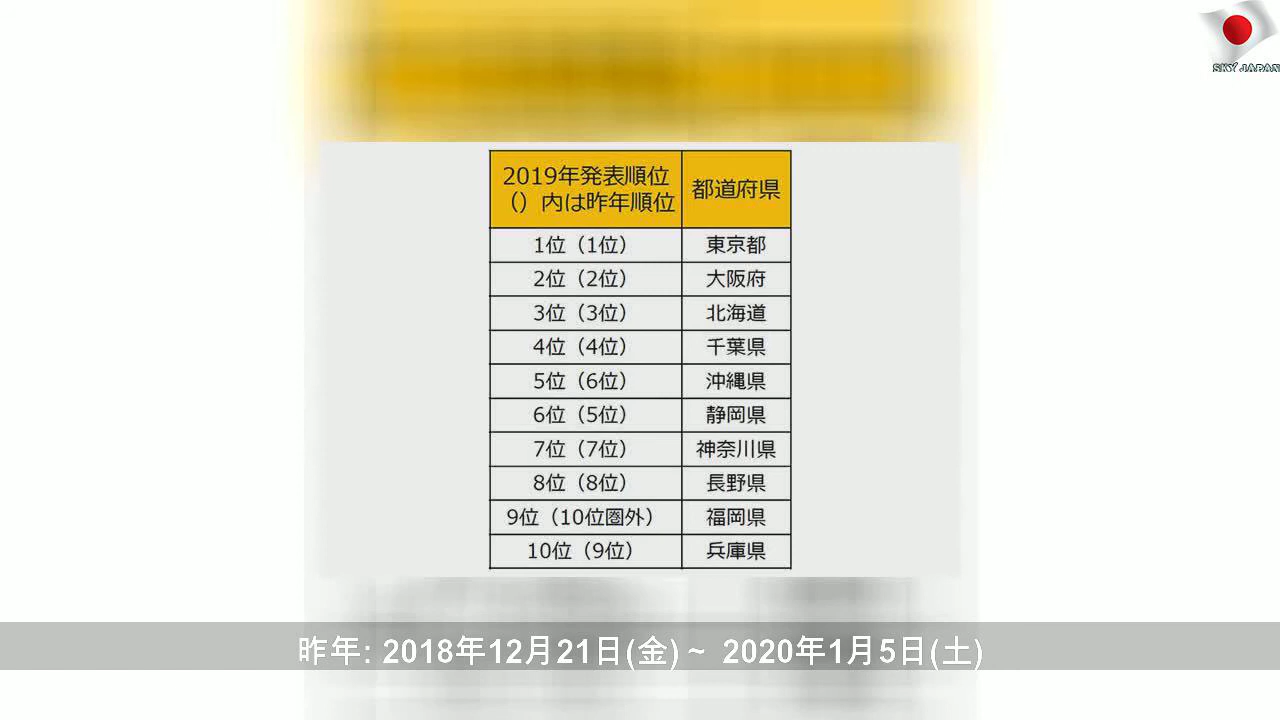 SKY JAPAN
2019年発表順位
（）内は昨年順位
都道府県
1位（1位） 東京都
2位（2位） 大阪府
3位（3位） 北海道
4位（4位） 千葉県
5位（6位） 沖縄県
6位（5位） 静岡県
7位（7位） 神奈川県
8位（8位） 長野県
9位（10位圏外） 福岡県
10位（9位） 兵庫県
昨年: 2018年12月21日(金) ~ 2020年1月5日(土)